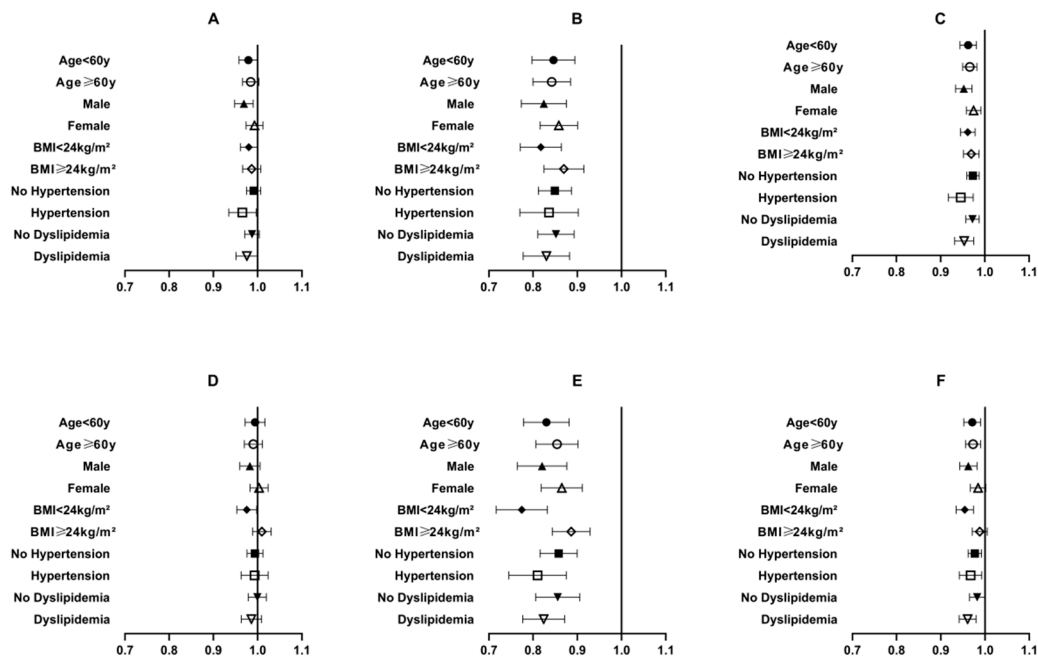 A
Age<60y
Age⩾60y
Male
Female
BMI<24kg/m²
BMI⩾24kg/m²
No Hypertension
Hypertension
No Dyslipidemia
Dyslipidemia
0.7 0.8 0.9 1.0 1.1
B
Age<60y
Age⩾60y
Male
Female
BMI<24kg/m²
BMI⩾24kg/m²
No Hypertension
Hypertension
No Dyslipidemia
Dyslipidemia
0.7 0.8 0.9 1.0 1.1
C
Age<60y
Age⩾60y
Male
Female
BMI<24kg/m²
BMI⩾24kg/m²
No Hypertension
Hypertension
No Dyslipidemia
Dyslipidemia
0.7 0.8 0.9 1.0 1.1
D
Age<60y
Age⩾60y
Male
Female
BMI<24kg/m²
BMI⩾24kg/m²
No Hypertension
Hypertension
No Dyslipidemia
Dyslipidemia
0.7 0.8 0.9 1.0 1.1
E
Age<60y
Age⩾60y
Male
Female
BMI<24kg/m²
BMI⩾24kg/m²
No Hypertension
Hypertension
No Dyslipidemia
Dyslipidemia
0.7 0.8 0.9 1.0 1.1
F
Age<60y
Age⩾60y
Male
Female
BMI<24kg/m²
BMI⩾24kg/m²
No Hypertension
Hypertension
No Dyslipidemia
Dyslipidemia
0.7 0.8 0.9 1.0 1.1